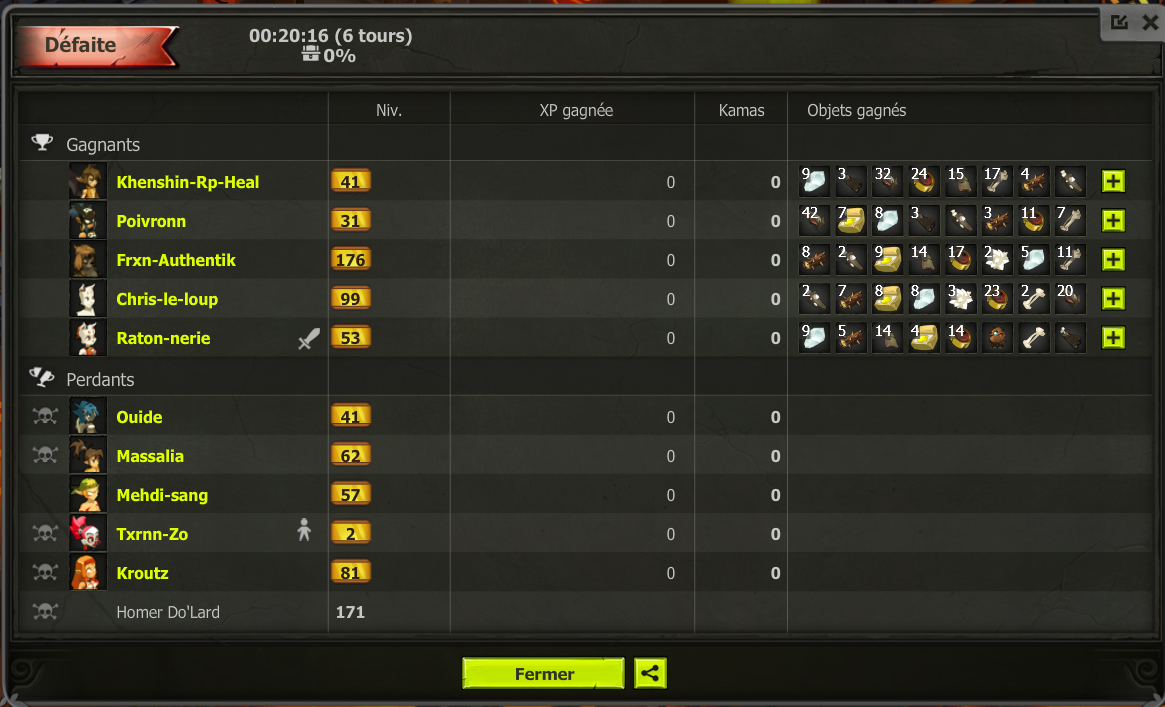 Défaite
00:20:16 (6 tours)
0%
Niv. XP gagnée Kamas Objets gagnés
Gagnants
Khenshin-Rp-Heal 41 0 0 9 3 32 24 15 17 4
Poivronn 31 0 0 42 7 8 3 3 11 7
Frxn-Authentik 176 0 0 8 2 9 14 17 2 5 11
Chris-le-loup 99 0 0 2 7 8 8 3 23 2 20
Raton-nerie 53 0 0 9 5 14 4 14
Perdants
Ouide 41 0 0
Massalia 62 0 0
Mehdi-sang 57 0 0
Txrnn-Zo 2 0 0
Kroutz 81 0 0
Homer Do'Lard 171
Fermer